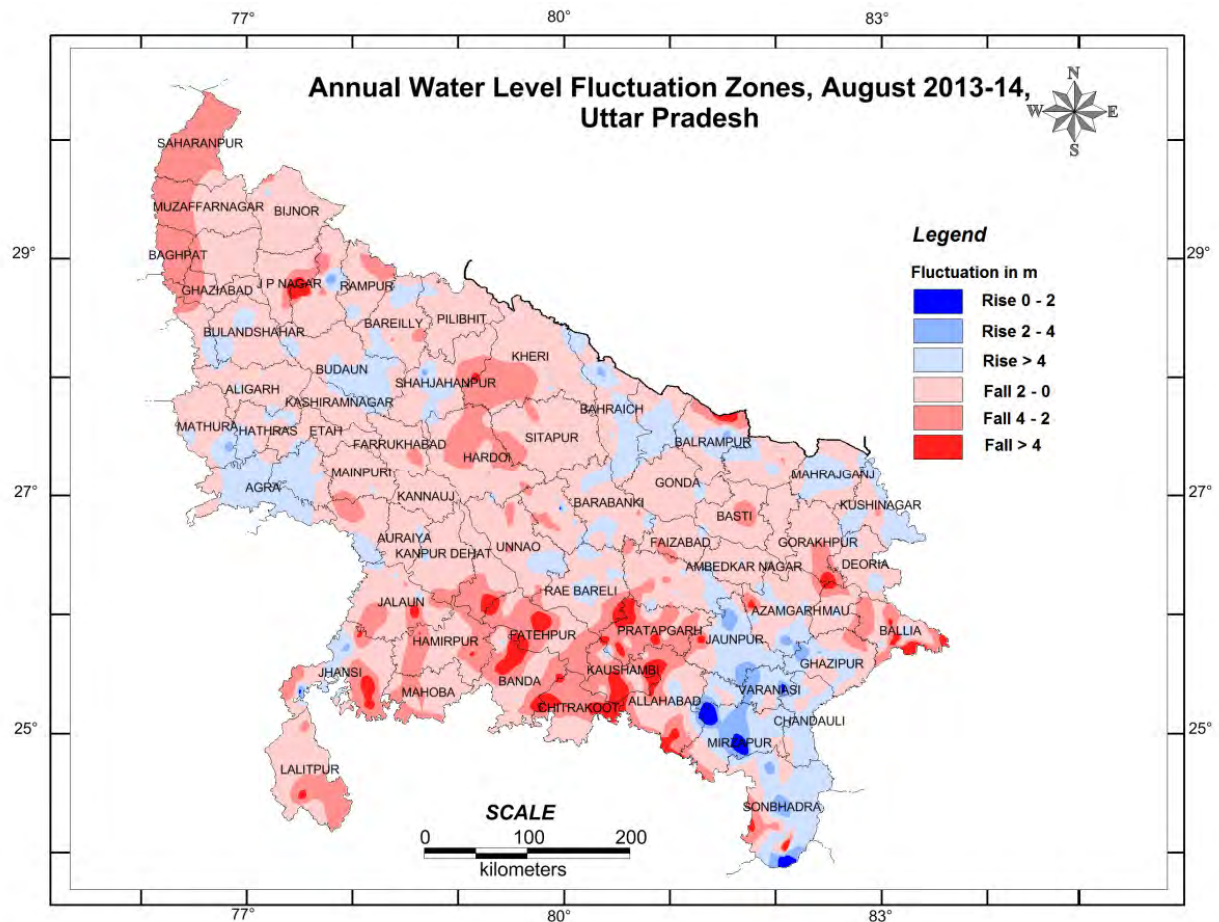 77°
80°
83°
Annual Water Level Fluctuation Zones, August 2013-14,
Uttar Pradesh
N
W
E
S
SAHARANPUR
MUZAFFARNAGAR
BIJNOR
29°
BAGHPAT
29°
GHAZIABAD
J P NAGAR
RAMPUR
Legend
Fluctuation in m
Rise 0 - 2
Rise 2 - 4
Rise > 4
Fall 2 - 0
Fall 4 - 2
Fall > 4
BULANDSHAHAR
BAREILLY
PILIBHIT
KHERI
BUDAUN
SHAHJAHANPUR
ALIGARH
KASHIRAMNAGAR
BAHRAICH
MATHURA
HATHRAS
ETAH
FARRUKHABAD
SITAPUR
BALRAMPUR
HARDOI
MAINPURI
MAHRAJGANJ
AGRA
27°
KANNAUJ
GONDA
27°
BARABANKI
KUSHINAGAR
BASTI
AURAIYA
KANPUR DEHAT
UNNAO
FAIZABAD
GORAKHPUR
AMBEDKAR NAGAR
DEORIA
RAE BARELI
JALAUN
AZAMGARH
MAU
HAMIRPUR
FATEHPUR
PRATAPGARH
JAUNPUR
BALLIA
GHAZIPUR
JHANSI
KAUSHAMBI
BANDA
MAHOBA
VARANASI
CHITRAKOOT
ALLAHABAD
CHANDAULI
25°
MIRZAPUR
25°
LALITPUR
SONBHADRA
SCALE
0 100 200
kilometers
77°
80°
83°